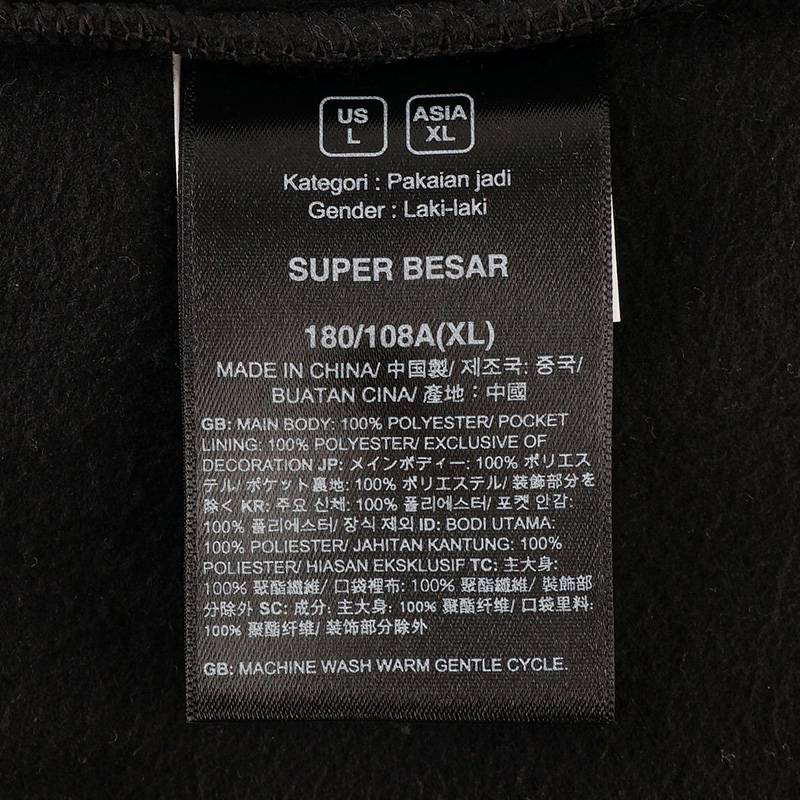 US
L
ASIA
XL
Kategori : Pakaian jadi
Gender : Laki-laki
SUPER BESAR
180/108A(XL)
MADE IN CHINA/ 中国製/ 제조국: 중국/
BUATAN CINA/ 產地：中國
GB: MAIN BODY: 100% POLYESTER/ POCKET
LINING: 100% POLYESTER/ EXCLUSIVE OF
DECORATION JP: メインボディー: 100% ポリエス
テル/ ポケット裏地: 100% ポリエステル/ 装飾部分を
除く KR: 주요 신체: 100% 폴리에스터/ 포켓 안감:
100% 폴리에스터/ 장식 제외 ID: BODI UTAMA:
100% POLIESTER/ JAHITAN KANTUNG: 100%
POLIESTER/ HIASAN EKSKLUSIF TC: 主大身:
100% 聚酯纖維/ 口袋裡布: 100% 聚酯纖維/ 裝飾部
分除外 SC: 成分: 主大身: 100% 聚酯纤维/ 口袋里料:
100% 聚酯纤维/ 装饰部分除外
GB: MACHINE WASH WARM GENTLE CYCLE.